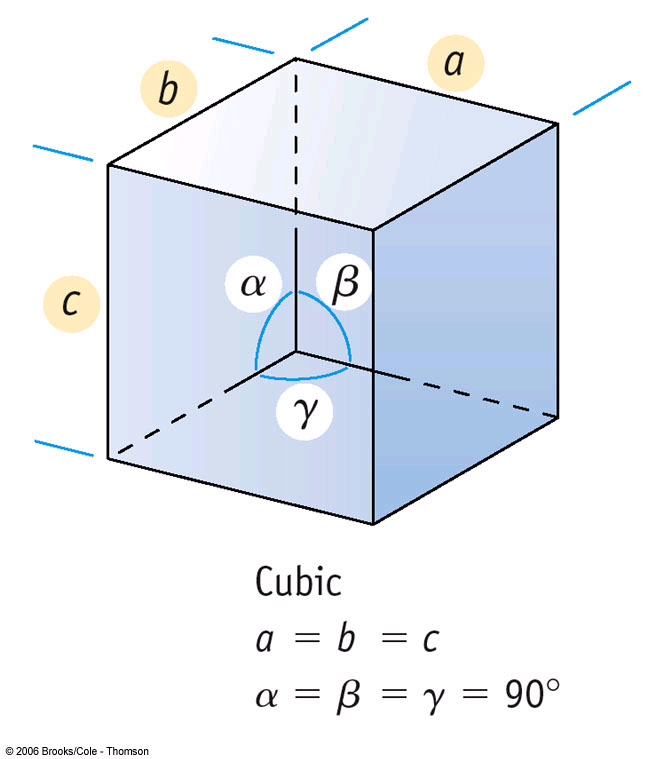 a
b
c
α β
γ
Cubic
a = b = c
α = β = γ = 90°
© 2006 Brooks/Cole - Thomson